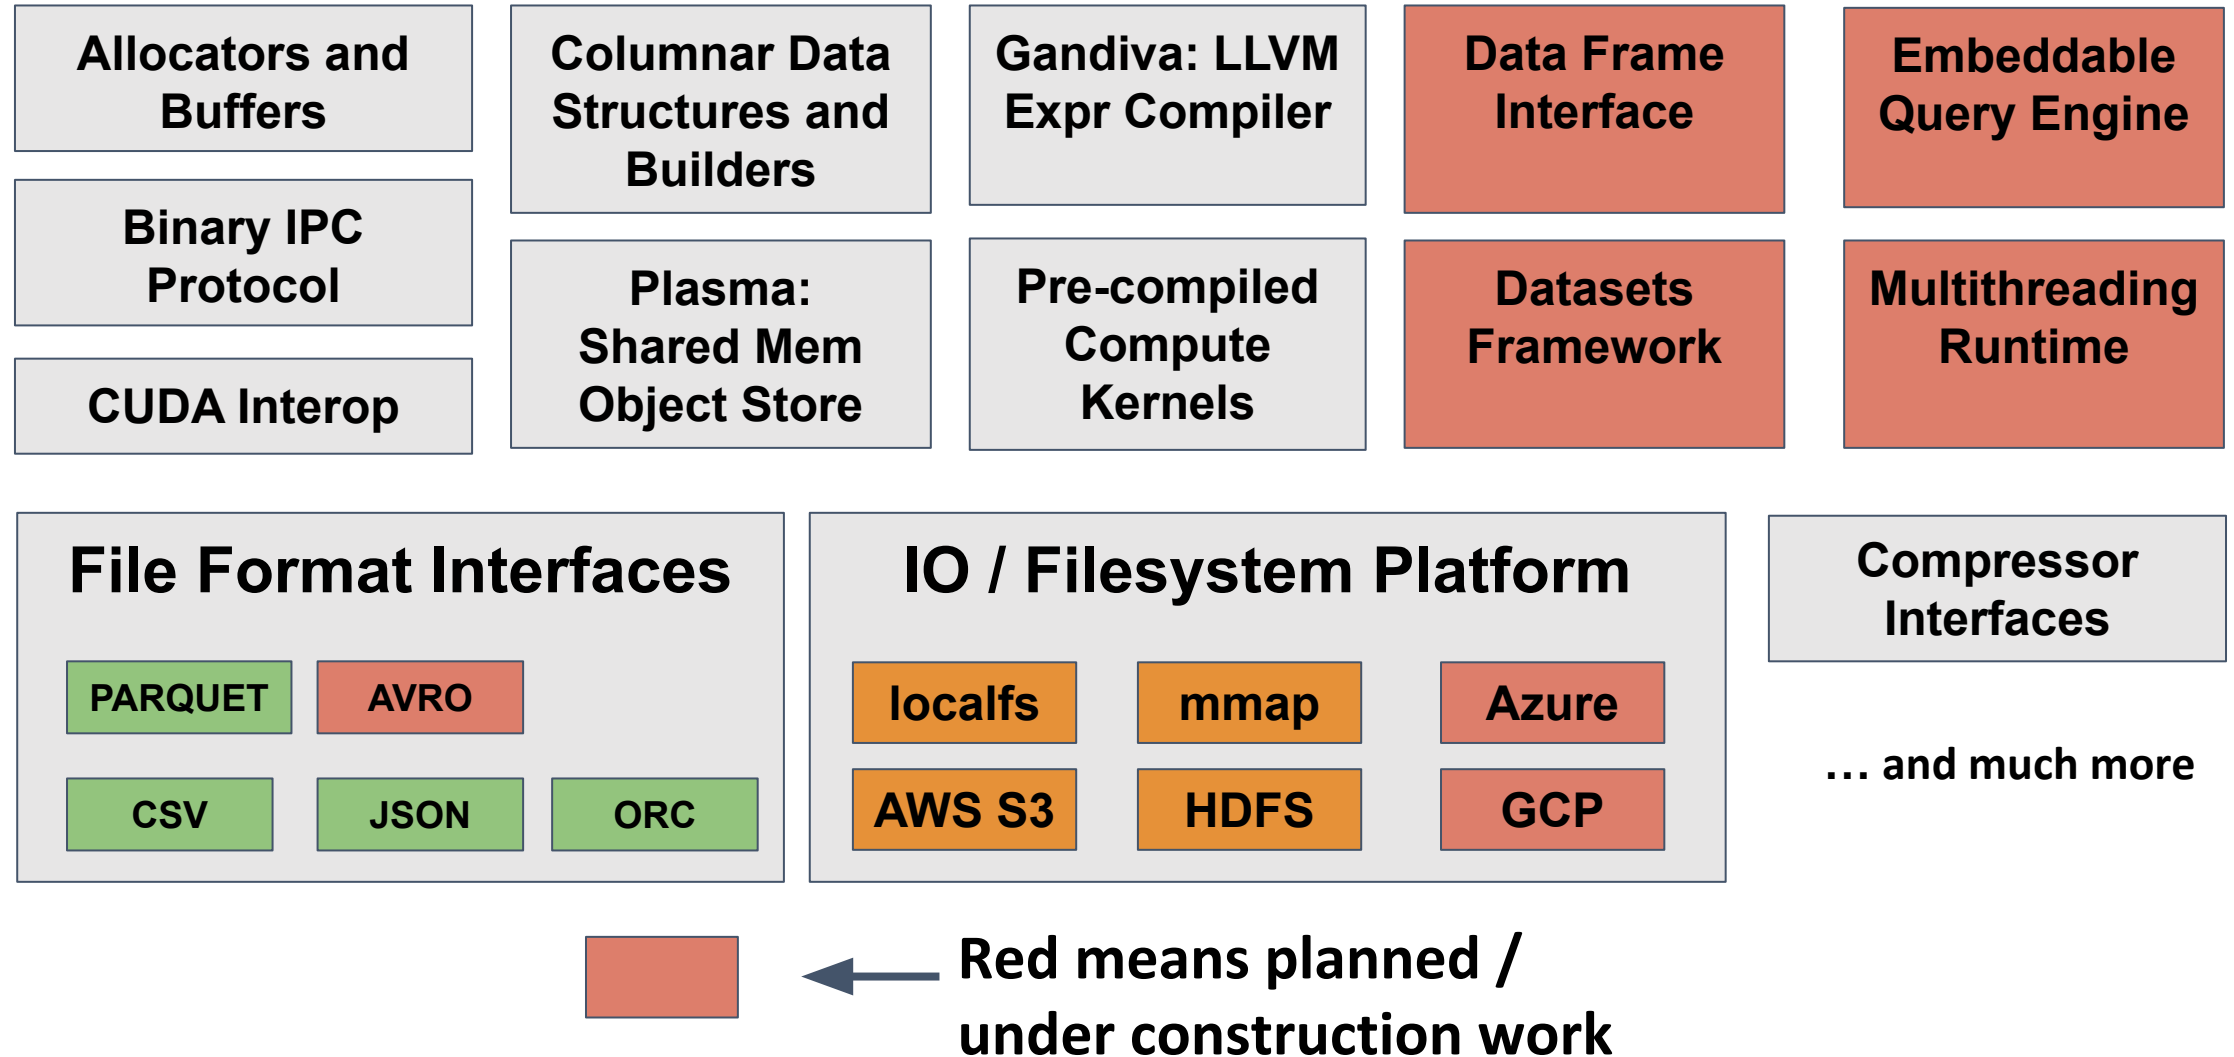 Allocators and
Buffers
Columnar Data
Structures and
Builders
Gandiva: LLVM
Expr Compiler
Data Frame
Interface
Embeddable
Query Engine
Binary IPC
Protocol
CUDA Interop
Plasma:
Shared Mem
Object Store
Pre-compiled
Compute
Kernels
Datasets
Framework
Multithreading
Runtime
File Format Interfaces
PARQUET
AVRO
CSV
JSON
ORC
IO / Filesystem Platform
localfs
mmap
Azure
AWS S3
HDFS
GCP
Compressor
Interfaces
... and much more
Red means planned /
under construction work